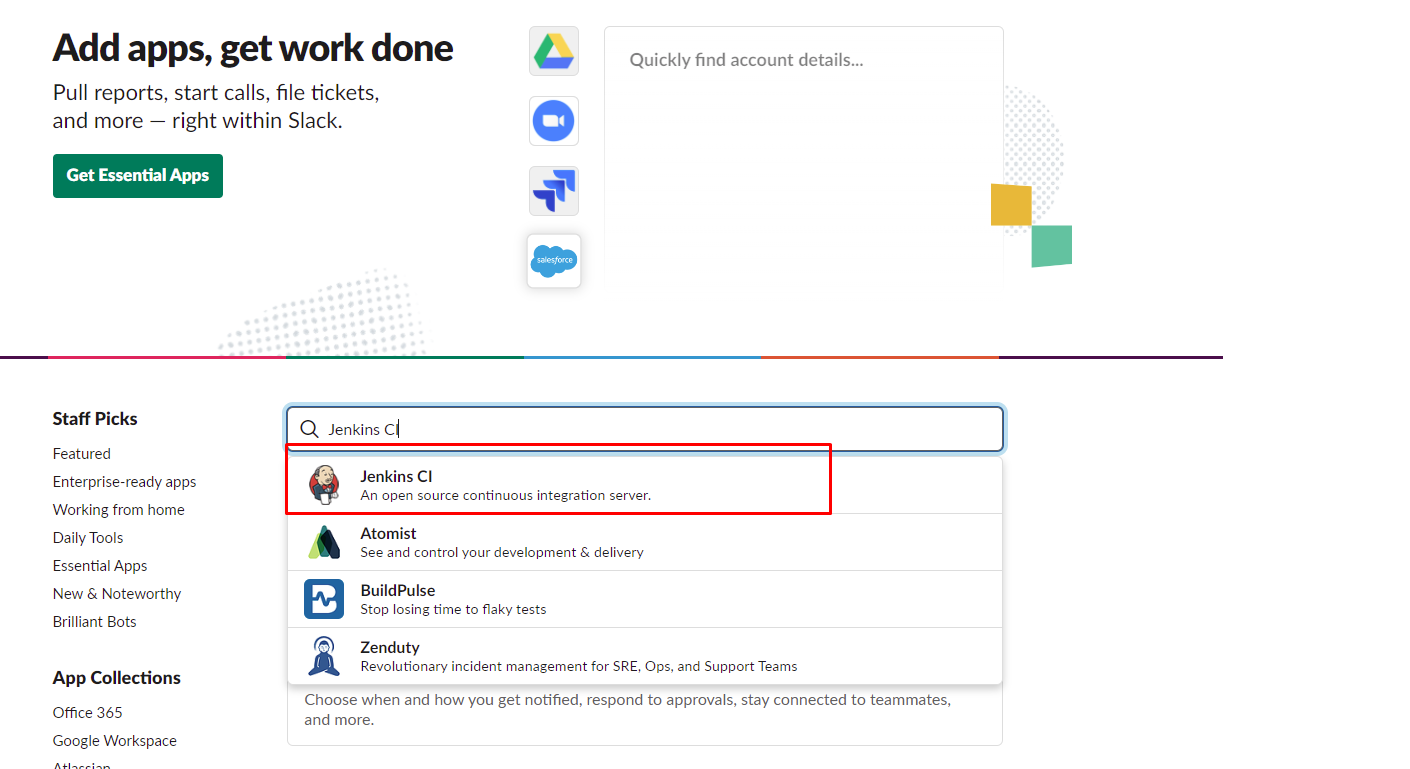 Add apps, get work done
Pull reports, start calls, file tickets,
and more — right within Slack.
Get Essential Apps
Quickly find account details...
salesforce
Staff Picks
Featured
Enterprise-ready apps
Working from home
Daily Tools
Essential Apps
New & Noteworthy
Brilliant Bots
App Collections
Office 365
Google Workspace
Atlassian
Jenkins CI
Jenkins CI
An open source continuous integration server.
Atomist
See and control your development & delivery
BuildPulse
Stop losing time to flaky tests
Zenduty
Revolutionary incident management for SRE, Ops, and Support Teams
Choose when and how you get notified, respond to approvals, stay connected to teammates,
and more.